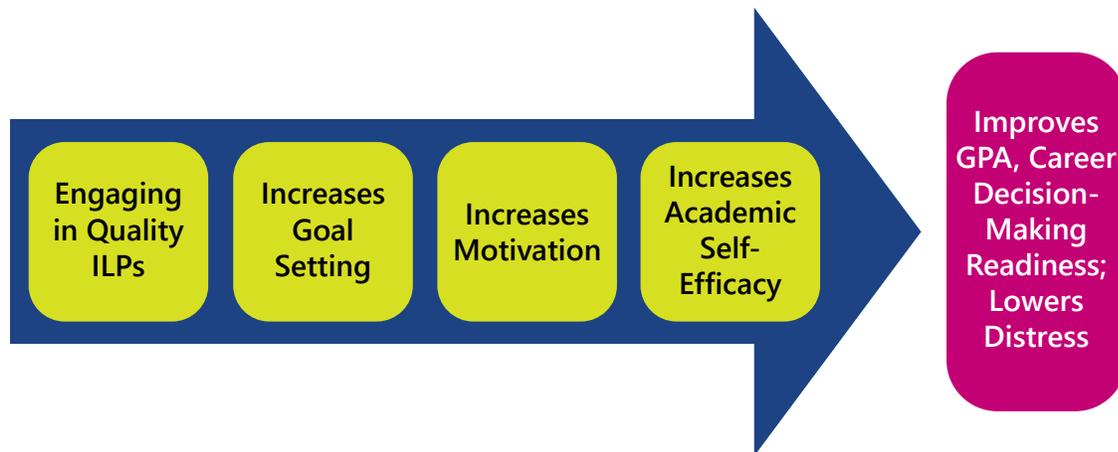 Engaging
in Quality
ILPs
Increases
Goal
Setting
Increases
Motivation
Increases
Academic
Self-
Efficacy
Improves
GPA, Career
Decision-
Making
Readiness;
Lowers
Distress